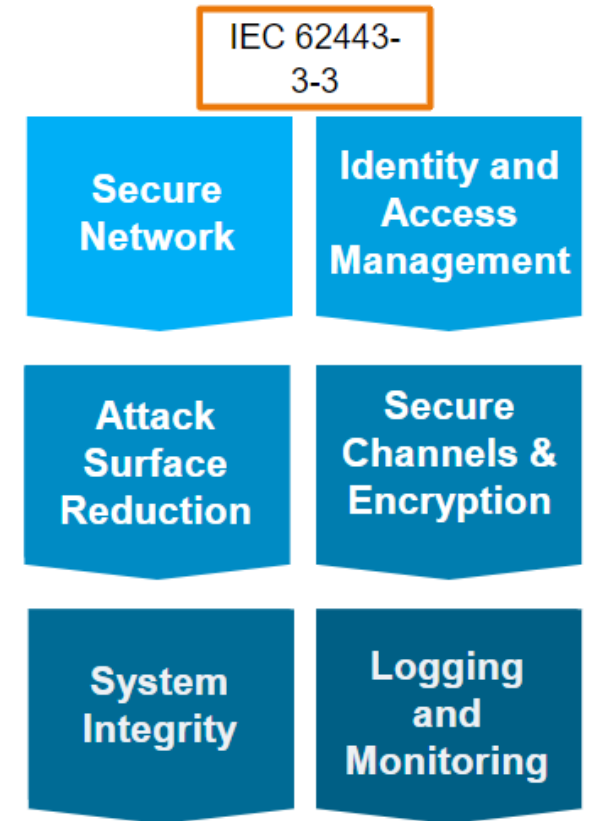 IEC 62443-
3-3
Secure
Network
Identity and
Access
Management
Attack
Surface
Reduction
Secure
Channels &
Encryption
System
Integrity
Logging
and
Monitoring